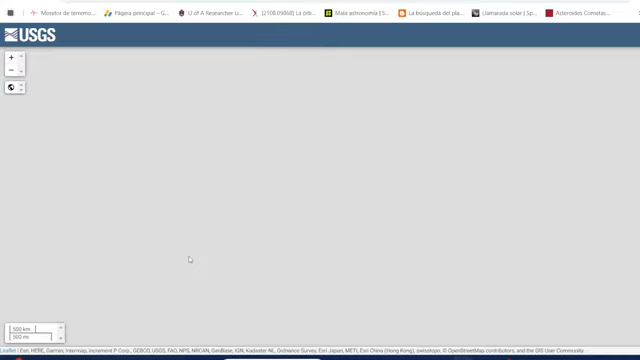 Monitor de terremo... Página principal – G... U of A Researcher Li... [2108.09868] La órb... Mala astronomía | S... La búsqueda del pla... Llamarada solar | Sp... Asteroides Cometas
USGS
+
−
500 km
500 mi
Leaflet | Esri, HERE, Garmin, Intermap, increment P Corp., GEBCO, USGS, FAO, NPS, NRCAN, GeoBase, IGN, Kadaster NL, Ordnance Survey, Esri Japan, METI, Esri China (Hong Kong), swisstopo, © OpenStreetMap contributors, and the GIS User Community